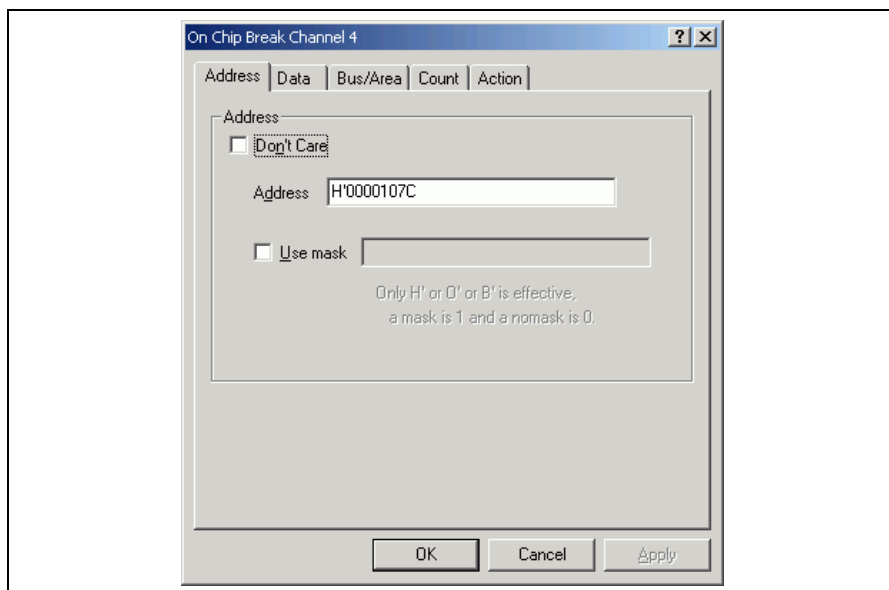 On Chip Break Channel 4
Address Data Bus/Area Count Action
Address
Don't Care
Address H'0000107C
Use mask
Only H' or O' or B' is effective,
a mask is 1 and a nomask is 0.
OK Cancel Apply